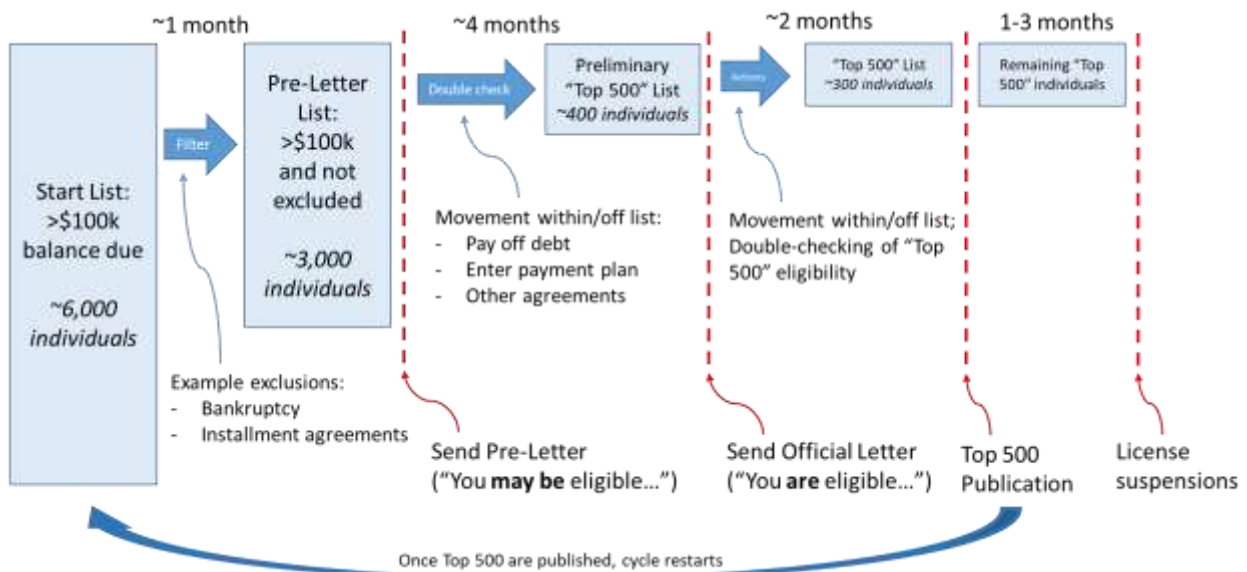 ~1 month
~4 months
~2 months
1-3 months
Start List:
>$100k
balance due
~6,000
individuals
Filter
Pre-Letter
List:
>$100k
and not
excluded
~3,000
individuals
Example exclusions:
- Bankruptcy
- Installment agreements
Double check
Preliminary
“Top 500” List
~400 individuals
Movement within/off list:
- Pay off debt
- Enter payment plan
- Other agreements
Send Pre-Letter
(“You may be eligible...”)
“Top 500” List
~300 individuals
Movement within/off list;
Double-checking of “Top
500” eligibility
Send Official Letter
(“You are eligible...”)
Remaining “Top
500” individuals
Top 500
Publication
License
suspensions
Once Top 500 are published, cycle restarts